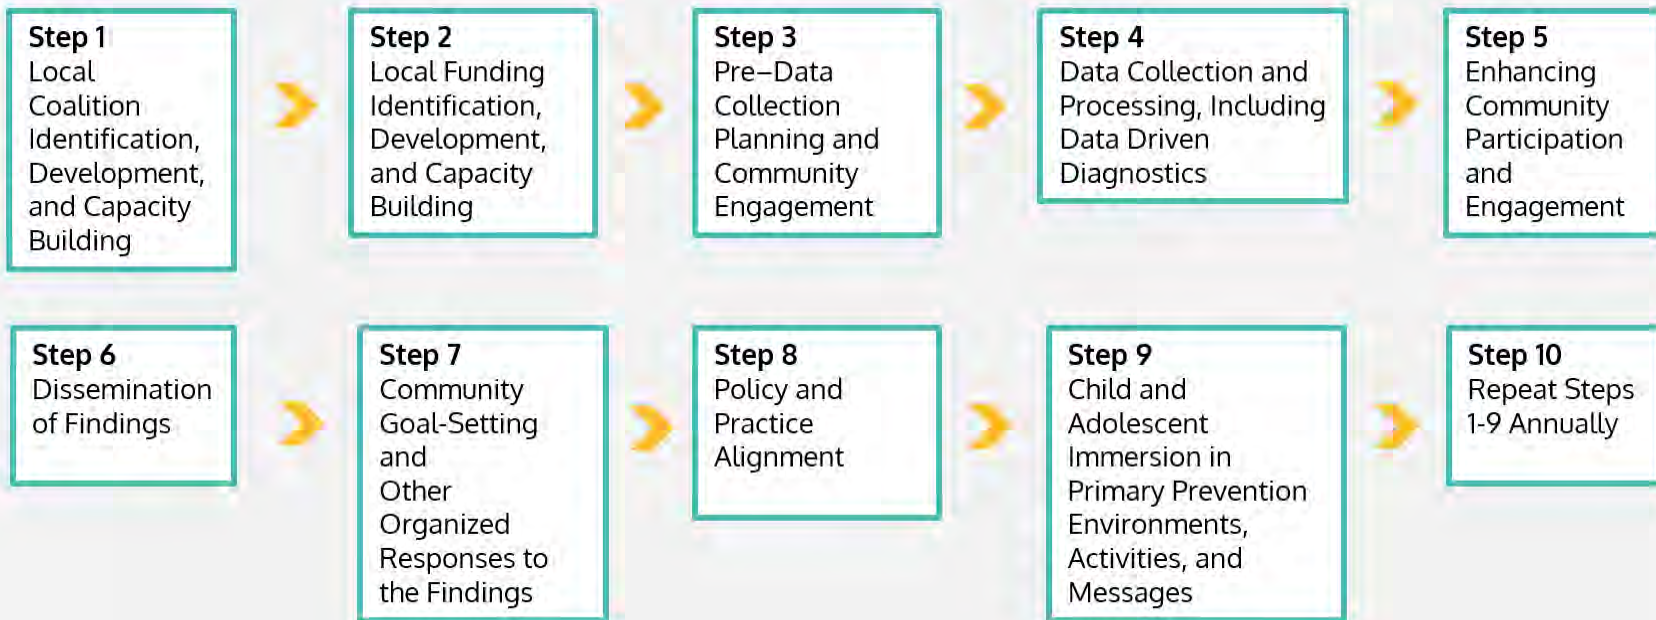 Step 1
Local
Coalition
Identification,
Development,
and Capacity
Building
Step 2
Local Funding
Identification,
Development,
and Capacity
Building
Step 3
Pre–Data
Collection
Planning and
Community
Engagement
Step 4
Data Collection and
Processing, Including
Data Driven
Diagnostics
Step 5
Enhancing
Community
Participation
and
Engagement
Step 6
Dissemination
of Findings
Step 7
Community
Goal-Setting
and
Other
Organized
Responses to
the Findings
Step 8
Policy and
Practice
Alignment
Step 9
Child and
Adolescent
Immersion in
Primary Prevention
Environments,
Activities, and
Messages
Step 10
Repeat Steps
1-9 Annually